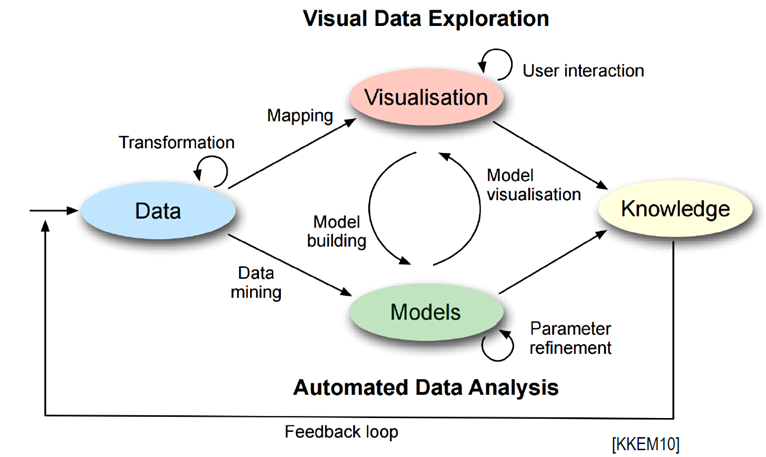 Visual Data Exploration
User interaction
Visualisation
Mapping
Transformation
Model
visualisation
Data
Knowledge
Model
building
Data
mining
Models
Parameter
refinement
Automated Data Analysis
Feedback loop
[KKEM10]